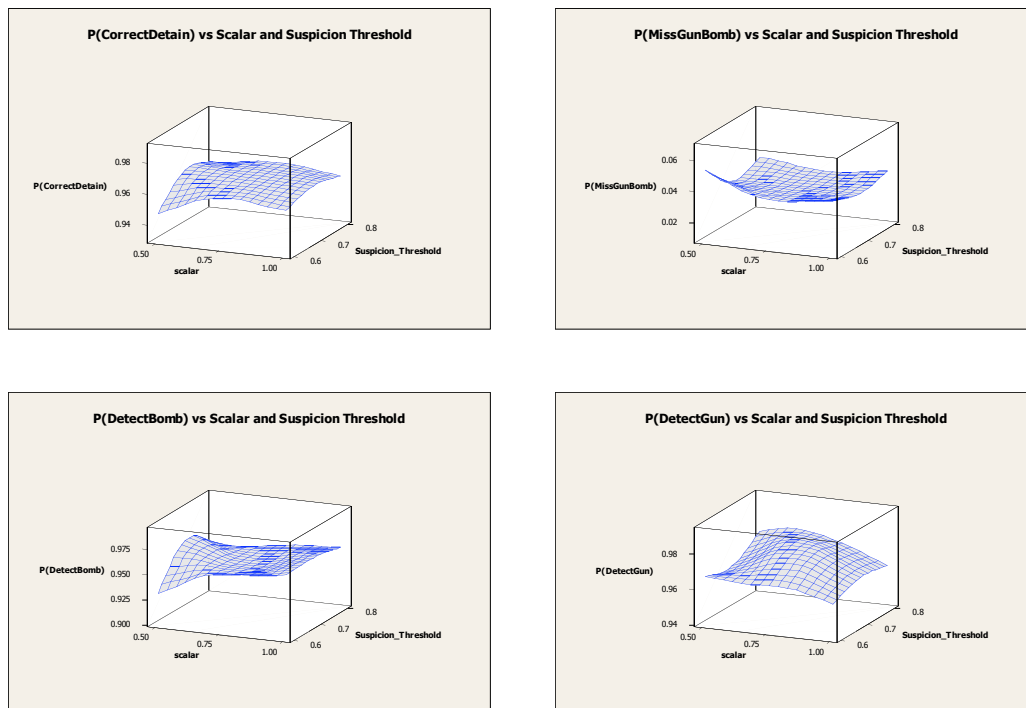 P(CorrectDetain) vs Scalar and Suspicion Threshold
0.98
P(CorrectDetain)
0.96
0.94
0.50
0.75
1.00
scalar
0.6
0.7
0.8
Suspicion_Threshold
P(MissGunBomb) vs Scalar and Suspicion Threshold
0.06
P(MissGunBomb)
0.04
0.02
0.50
0.75
1.00
scalar
0.6
0.7
0.8
Suspicion_Threshold
P(DetectBomb) vs Scalar and Suspicion Threshold
0.975
P(DetectBomb)
0.950
0.925
0.900
0.50
0.75
1.00
scalar
0.6
0.7
0.8
Suspicion_Threshold
P(DetectGun) vs Scalar and Suspicion Threshold
0.98
P(DetectGun)
0.96
0.94
0.50
0.75
1.00
scalar
0.6
0.7
0.8
Suspicion_Threshold